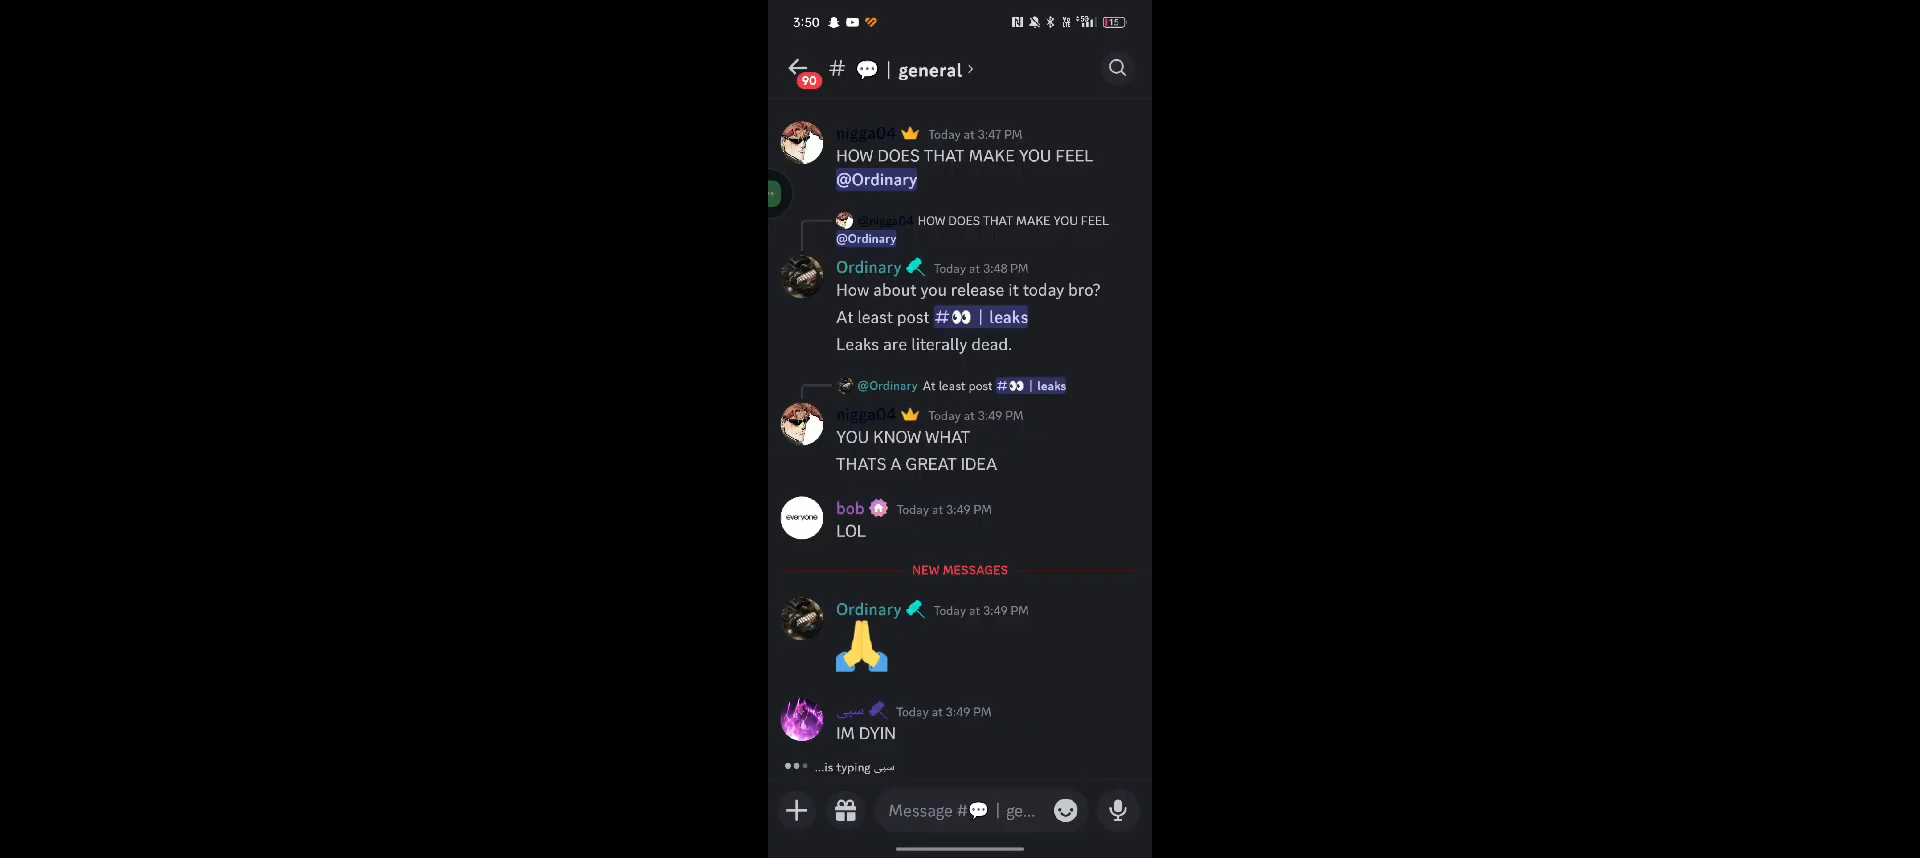 3:50
15
90
# 💬 | general ›
nigga04 Today at 3:47 PM
HOW DOES THAT MAKE YOU FEEL
@Ordinary
@nigga04 HOW DOES THAT MAKE YOU FEEL
@Ordinary
Ordinary Today at 3:48 PM
How about you release it today bro?
At least post #👀 | leaks
Leaks are literally dead.
@Ordinary At least post #👀 | leaks
nigga04 Today at 3:49 PM
YOU KNOW WHAT
THATS A GREAT IDEA
everyone
bob Today at 3:49 PM
LOL
NEW MESSAGES
Ordinary Today at 3:49 PM
🙏
سبی Today at 3:49 PM
IM DYIN
...is typing سبی
Message #💬 | ge...